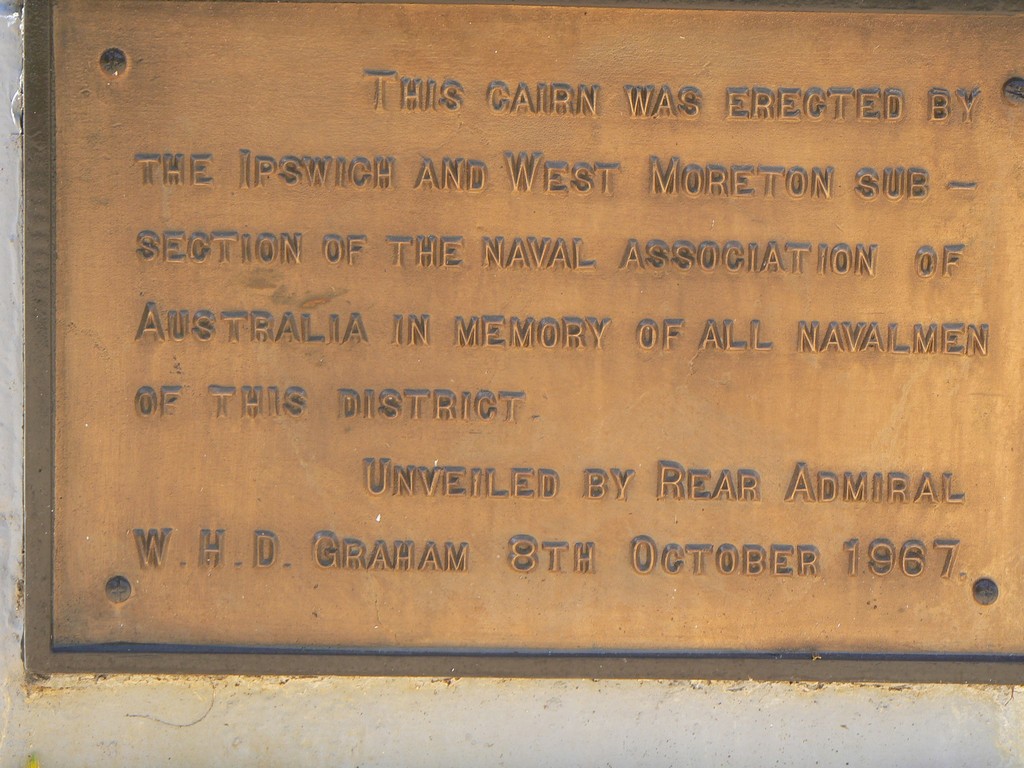 This cairn was erected by
the Ipswich and West Moreton sub –
section of the naval association of
Australia in memory of all navalmen
of this district.
Unveiled by Rear Admiral
W. H. D. Graham 8th October 1967.